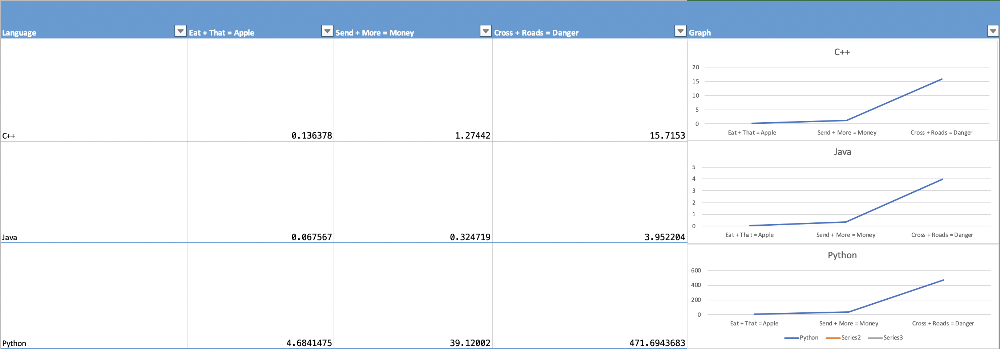 Language Eat + That = Apple Send + More = Money Cross + Roads = Danger Graph
C++ 0.136378 1.27442 15.7153
C++
20
15
10
5
0
Eat + That = Apple Send + More = Money Cross + Roads = Danger
Java 0.067567 0.324719 3.952204
Java
5
4
3
2
1
0
Eat + That = Apple Send + More = Money Cross + Roads = Danger
Python 4.6841475 39.12002 471.6943683
Python
600
400
200
0
Eat + That = Apple Send + More = Money Cross + Roads = Danger
Python Series2 Series3